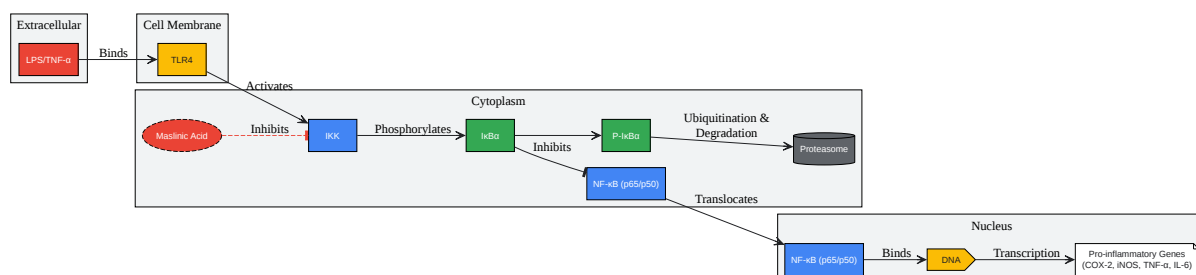 Extracellular
LPS/TNF-α
Binds
Cell Membrane
TLR4
Activates
Cytoplasm
Maslinic Acid
Inhibits
IKK
Phosphorylates
IκBα
P-IκBα
Ubiquitination &
Degradation
Proteasome
Inhibits
NF-κB (p65/p50)
Translocates
Nucleus
NF-κB (p65/p50)
Binds
DNA
Transcription
Pro-inflammatory Genes
(COX-2, iNOS, TNF-α, IL-6)